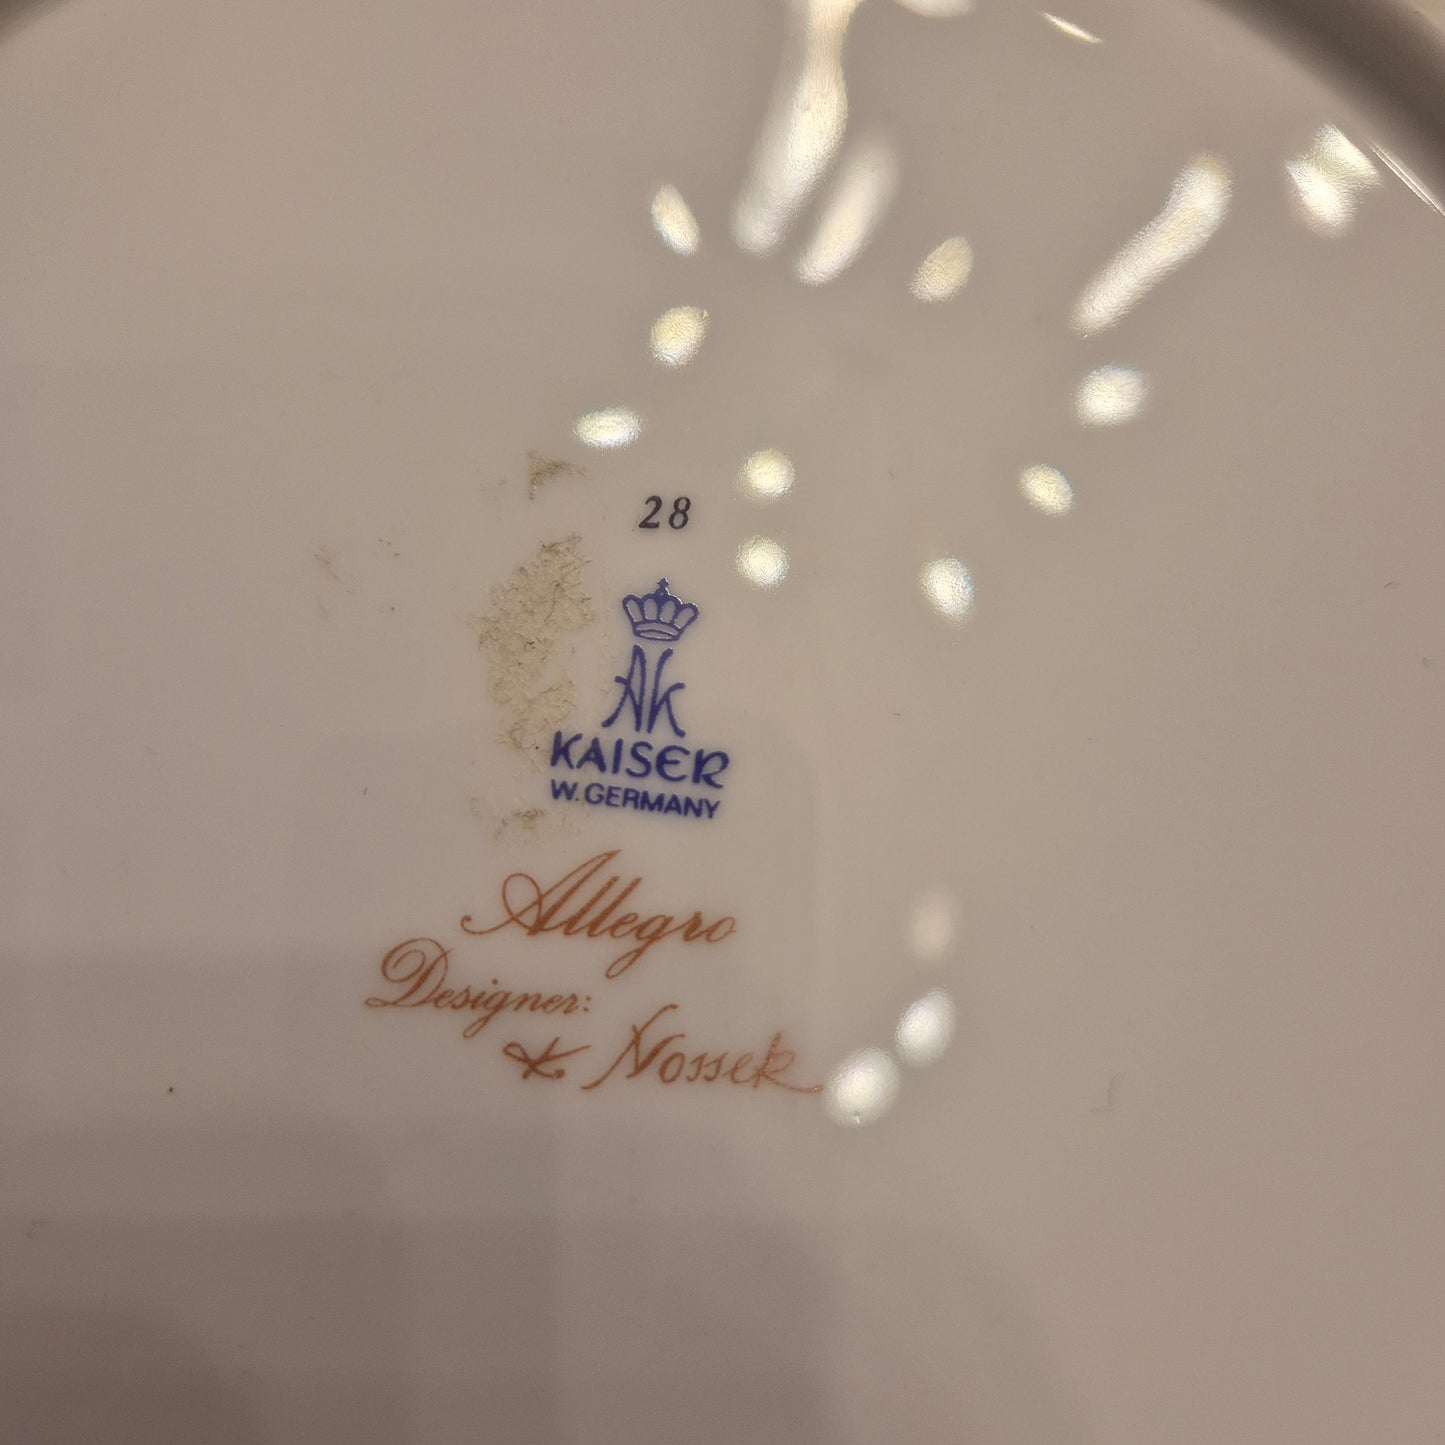 28
AK
KAISER
W. GERMANY
Allegro
Designer:
K Nossek